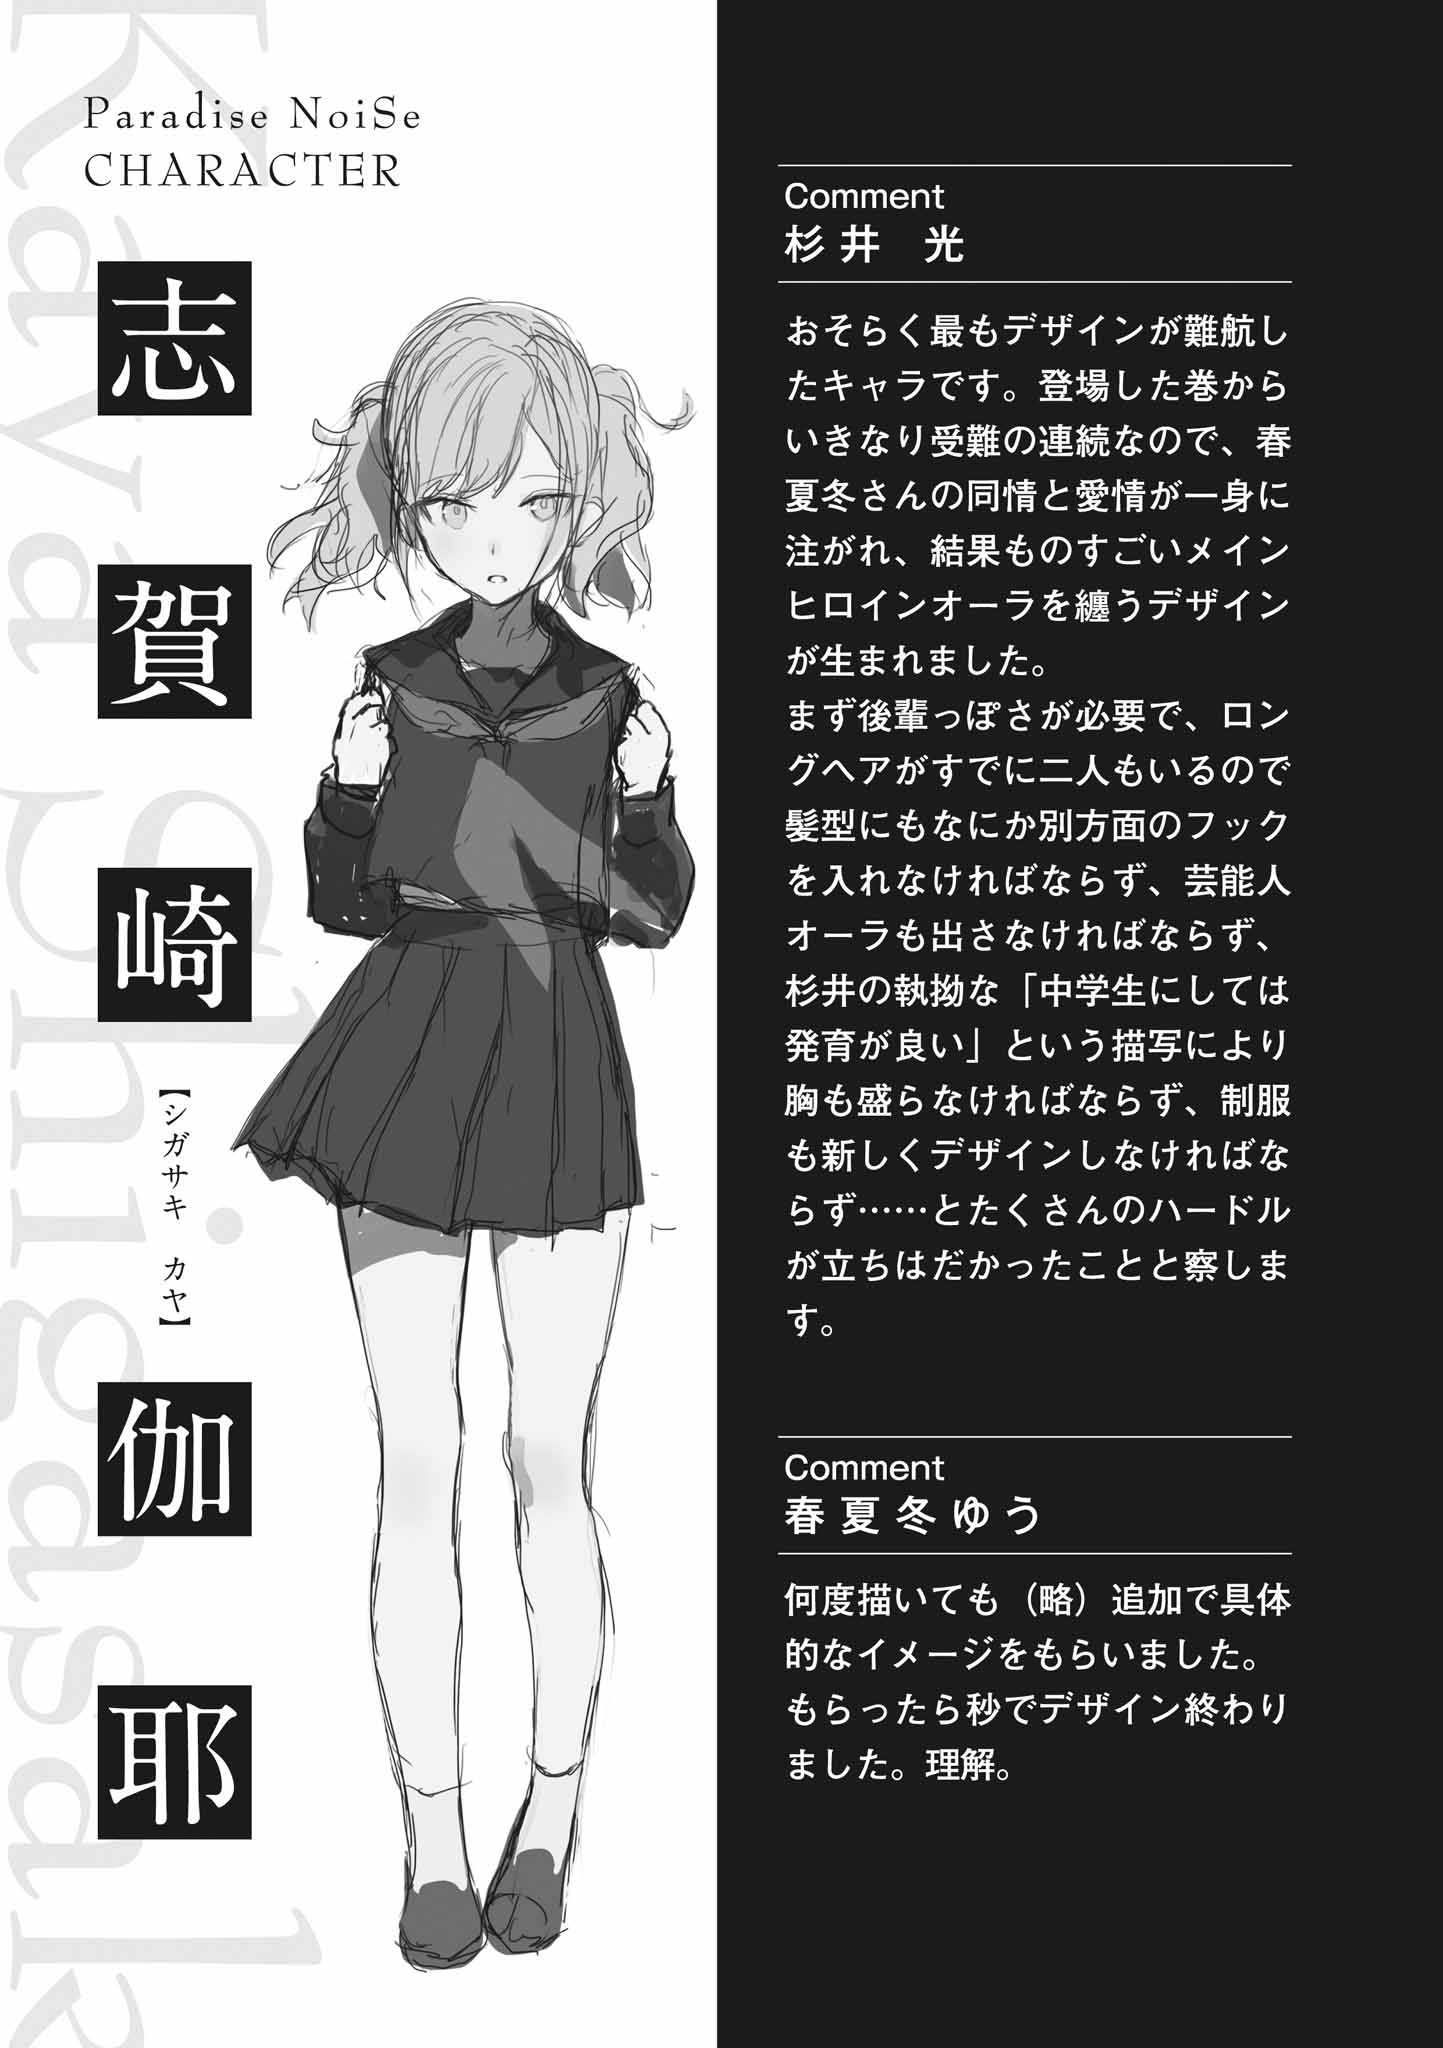 Paradise NoiSe
CHARACTER
志賀崎伽耶
【シガサキ　カヤ】
Kaya Shigasaki
Comment
杉井　光
おそらく最もデザインが難航し
たキャラです。登場した巻から
いきなり受難の連続なので、春
夏冬さんの同情と愛情が一身に
注がれ、結果ものすごいメイン
ヒロインオーラを纏うデザイン
が生まれました。
まず後輩っぽさが必要で、ロン
グヘアがすでに二人もいるので
髪型にもなにか別方面のフック
を入れなければならず、芸能人
オーラも出さなければならず、
杉井の執拗な「中学生にしては
発育が良い」という描写により
胸も盛らなければならず、制服
も新しくデザインしなければな
らず……とたくさんのハードル
が立ちはだかったことと察しま
す。
Comment
春夏冬ゆう
何度描いても（略）追加で具体
的なイメージをもらいました。
もらったら秒でデザイン終わり
ました。理解。